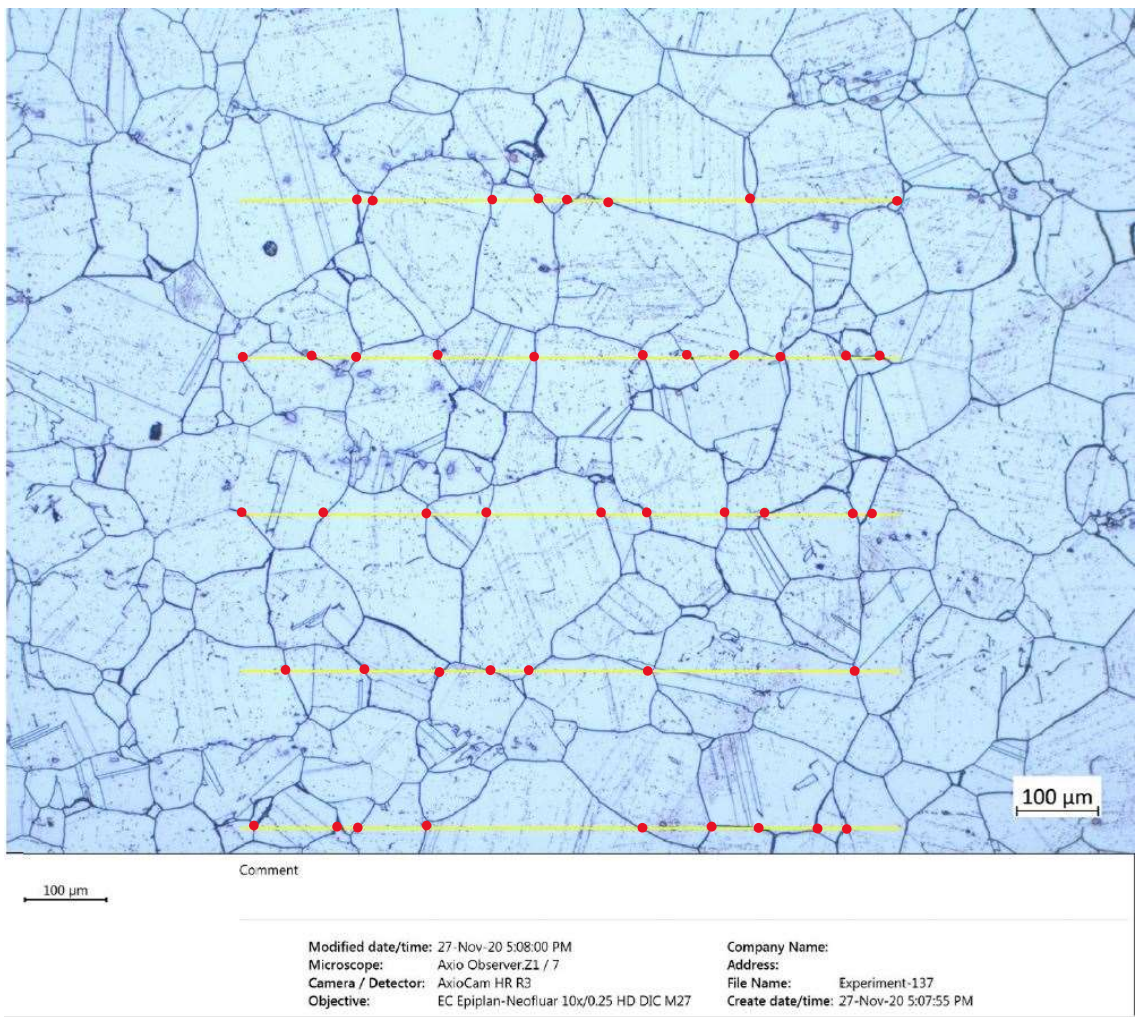 100 µm
100 µm
Comment
Modified date/time: 27-Nov-20 5:08:00 PM
Microscope: Axio Observer.Z1 / 7
Camera / Detector: AxioCam HR R3
Objective: EC Epiplan-Neofluar 10x/0.25 HD DIC M27
Company Name:
Address:
File Name: Experiment-137
Create date/time: 27-Nov-20 5:07:55 PM